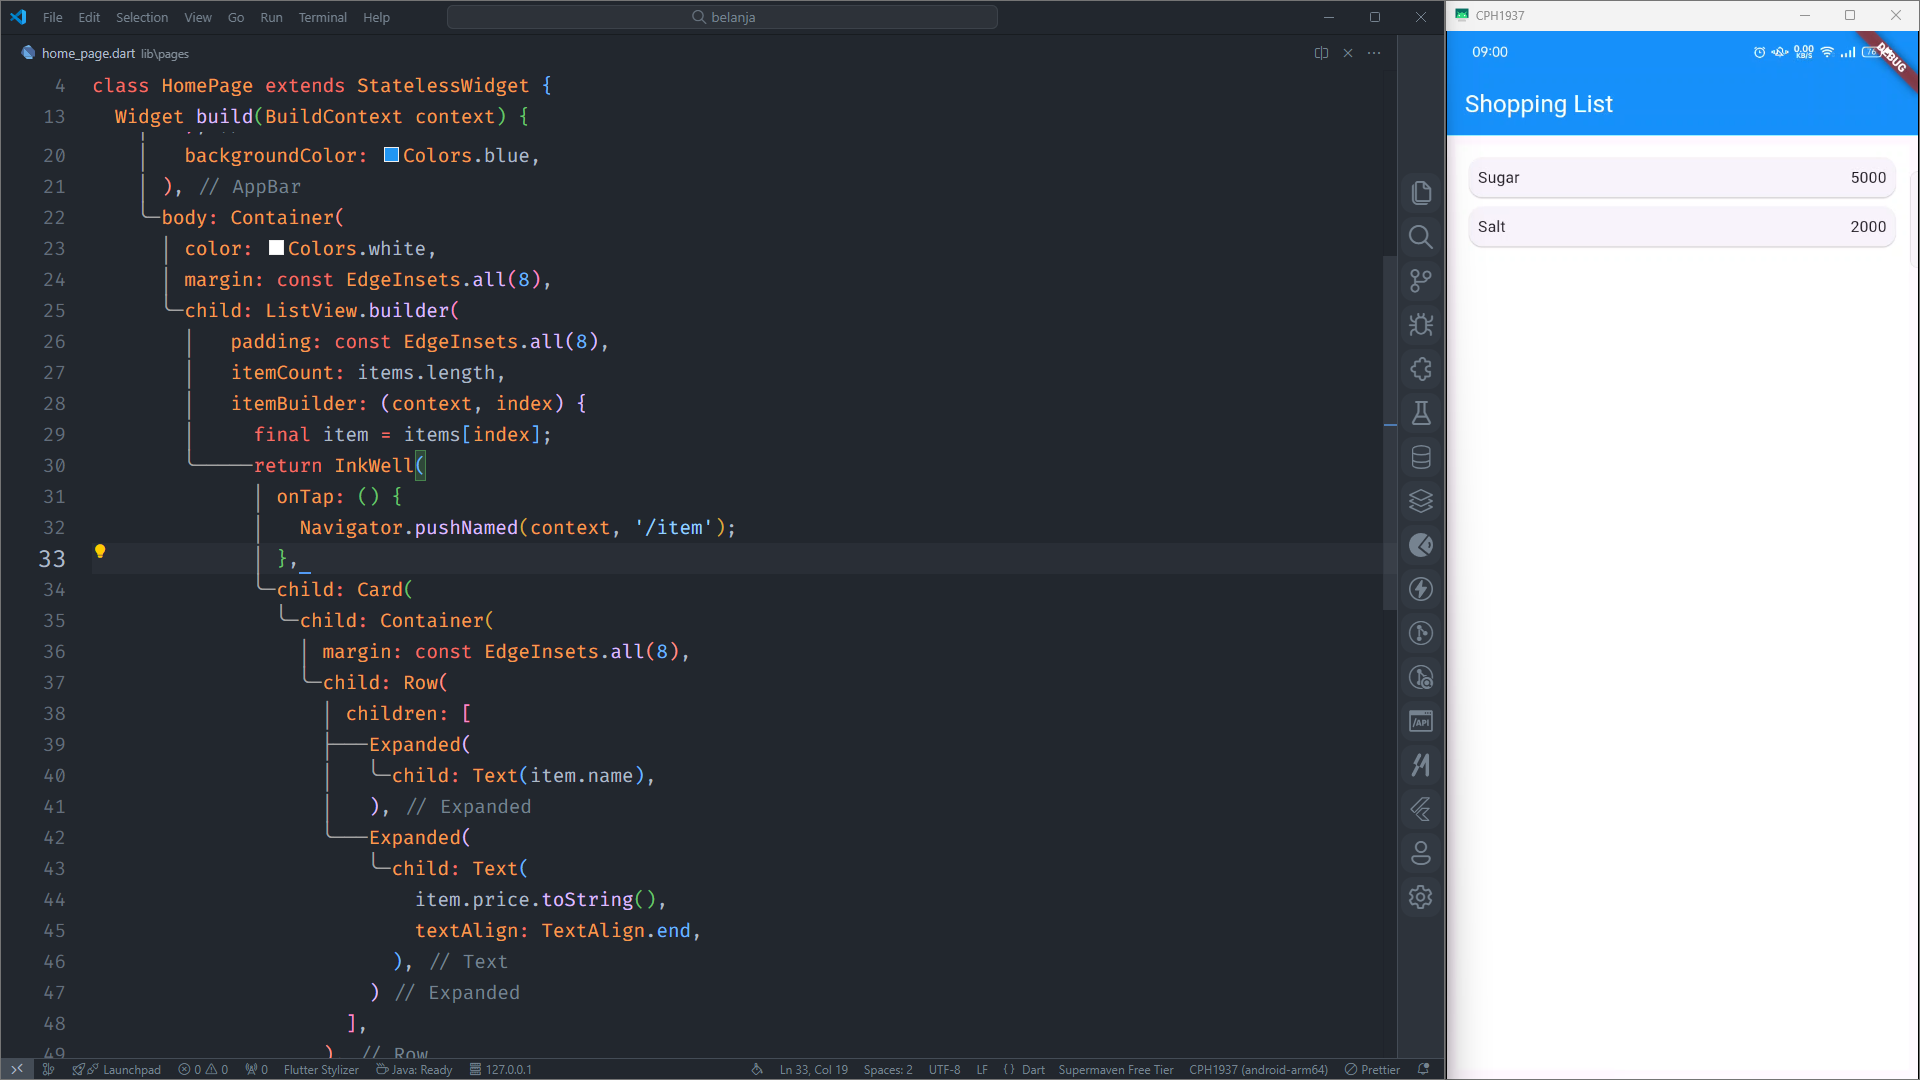 File Edit Selection View Go Run Terminal Help
belanja
home_page.dart lib\pages
4 class HomePage extends StatelessWidget {
13 Widget build(BuildContext context) {
20 backgroundColor: Colors.blue,
21 ), // AppBar
22 body: Container(
23 color: Colors.white,
24 margin: const EdgeInsets.all(8),
25 child: ListView.builder(
26 padding: const EdgeInsets.all(8),
27 itemCount: items.length,
28 itemBuilder: (context, index) {
29 final item = items[index];
30 return InkWell(
31 onTap: () {
32 Navigator.pushNamed(context, '/item');
33 },
34 child: Card(
35 child: Container(
36 margin: const EdgeInsets.all(8),
37 child: Row(
38 children: [
39 Expanded(
40 child: Text(item.name),
41 ), // Expanded
42 Expanded(
43 child: Text(
44 item.price.toString(),
45 textAlign: TextAlign.end,
46 ), // Text
47 ) // Expanded
48 ],
49 ) // Row
/API
Launchpad 0 0 0 Flutter Stylizer Java: Ready 127.0.0.1 Ln 33, Col 19 Spaces: 2 UTF-8 LF {} Dart Supermaven Free Tier CPH1937 (android-arm64) Prettier
CPH1937
09:00 0.00 KB/S 76
DEBUG
Shopping List
Sugar 5000
Salt 2000